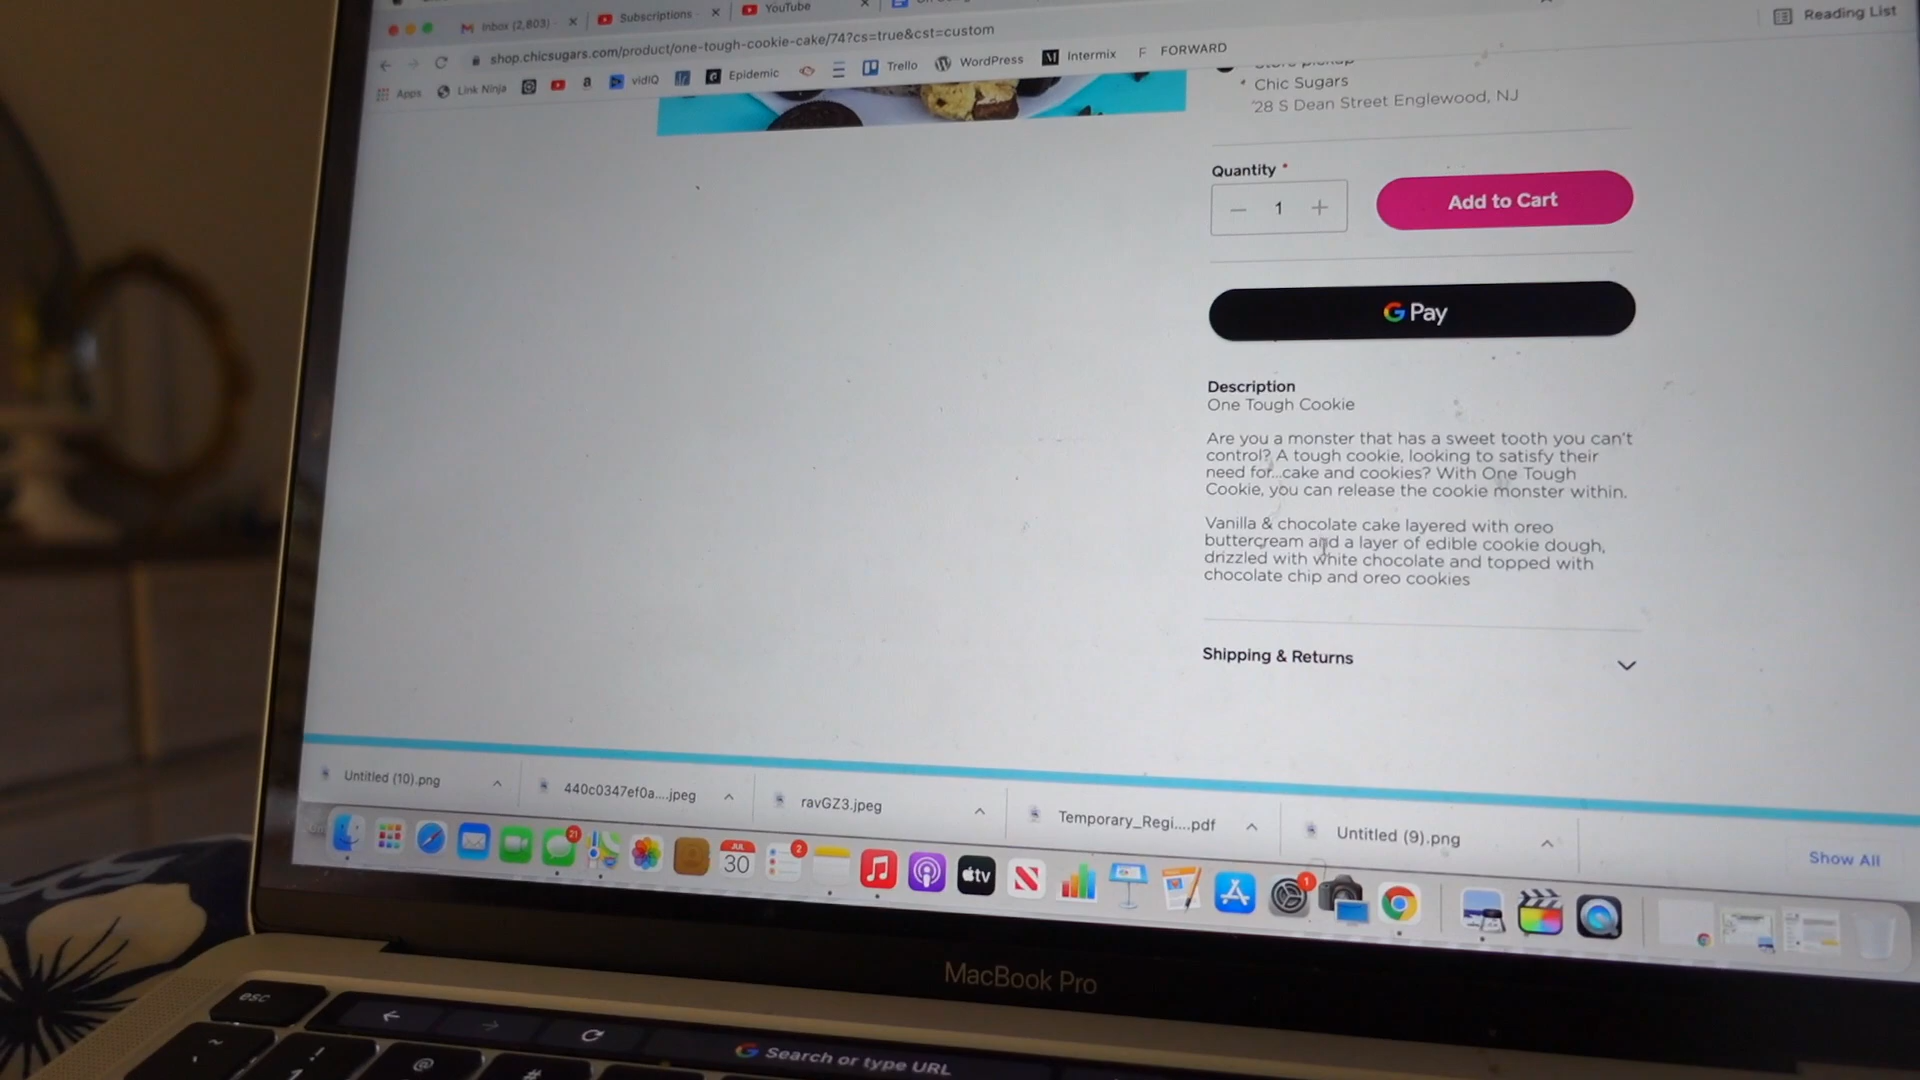 Inbox (2,803)
Subscriptions
YouTube
shop.chicsugars.com/product/one-tough-cookie-cake/74?cs=true&cst=custom
Reading List
Apps
Link Ninja
vidIQ
Epidemic
Trello
WordPress
Intermix
F FORWARD
Chic Sugars
28 S Dean Street Englewood, NJ
Quantity *
1
Add to Cart
G Pay
Description
One Tough Cookie
Are you a monster that has a sweet tooth you can't
control? A tough cookie, looking to satisfy their
need for...cake and cookies? With One Tough
Cookie, you can release the cookie monster within.
Vanilla & chocolate cake layered with oreo
buttercream and a layer of edible cookie dough,
drizzled with white chocolate and topped with
chocolate chip and oreo cookies
Shipping & Returns
Untitled (10).png
440c0347ef0a....jpeg
ravGZ3.jpeg
Temporary_Regi....pdf
Untitled (9).png
Show All
21
JUL
30
2
tv
1
MacBook Pro
esc
Search or type URL
~
!
1
@
#